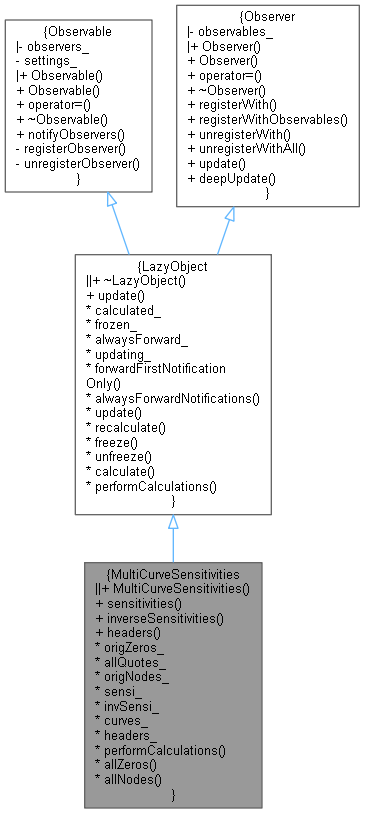 {Observable
|- observers_
- settings_
|+ Observable()
+ Observable()
+ operator=()
+ ~Observable()
+ notifyObservers()
- registerObserver()
- unregisterObserver()
}
{Observer
|- observables_
|+ Observer()
+ Observer()
+ operator=()
+ ~Observer()
+ registerWith()
+ registerWithObservables()
+ unregisterWith()
+ unregisterWithAll()
+ update()
+ deepUpdate()
}
{LazyObject
||+ ~LazyObject()
+ update()
* calculated_
* frozen_
* alwaysForward_
* updating_
* forwardFirstNotification
Only()
* alwaysForwardNotifications()
* update()
* recalculate()
* freeze()
* unfreeze()
* calculate()
* performCalculations()
}
{MultiCurveSensitivities
||+ MultiCurveSensitivities()
+ sensitivities()
+ inverseSensitivities()
+ headers()
* origZeros_
* allQuotes_
* origNodes_
* sensi_
* invSensi_
* curves_
* headers_
* performCalculations()
* allZeros()
* allNodes()
}